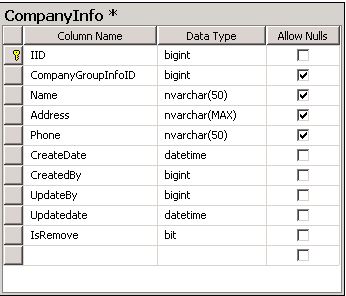 CompanyInfo *
Column Name Data Type Allow Nulls
IID bigint
CompanyGroupInfoID bigint
Name nvarchar(50)
Address nvarchar(MAX)
Phone nvarchar(50)
CreateDate datetime
CreatedBy bigint
UpdateBy bigint
Updatedate datetime
IsRemove bit